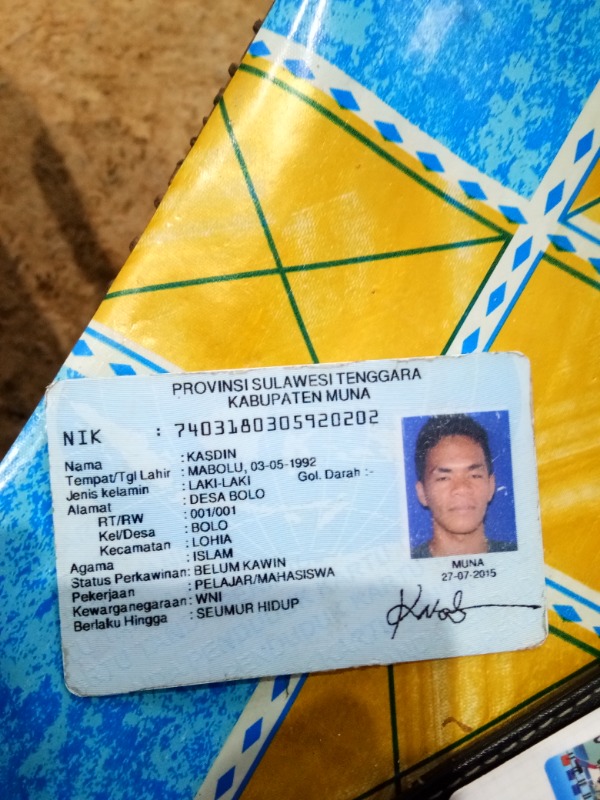 PROVINSI SULAWESI TENGGARA
KABUPATEN MUNA
NIK : 7403180305920202
Nama : KASDIN
Tempat/Tgl Lahir : MABOLU, 03-05-1992
Jenis kelamin : LAKI-LAKI Gol. Darah :-
Alamat : DESA BOLO
RT/RW : 001/001
Kel/Desa : BOLO
Kecamatan : LOHIA
Agama : ISLAM
Status Perkawinan: BELUM KAWIN
Pekerjaan : PELAJAR/MAHASISWA
Kewarganegaraan: WNI
Berlaku Hingga : SEUMUR HIDUP
MUNA
27-07-2015